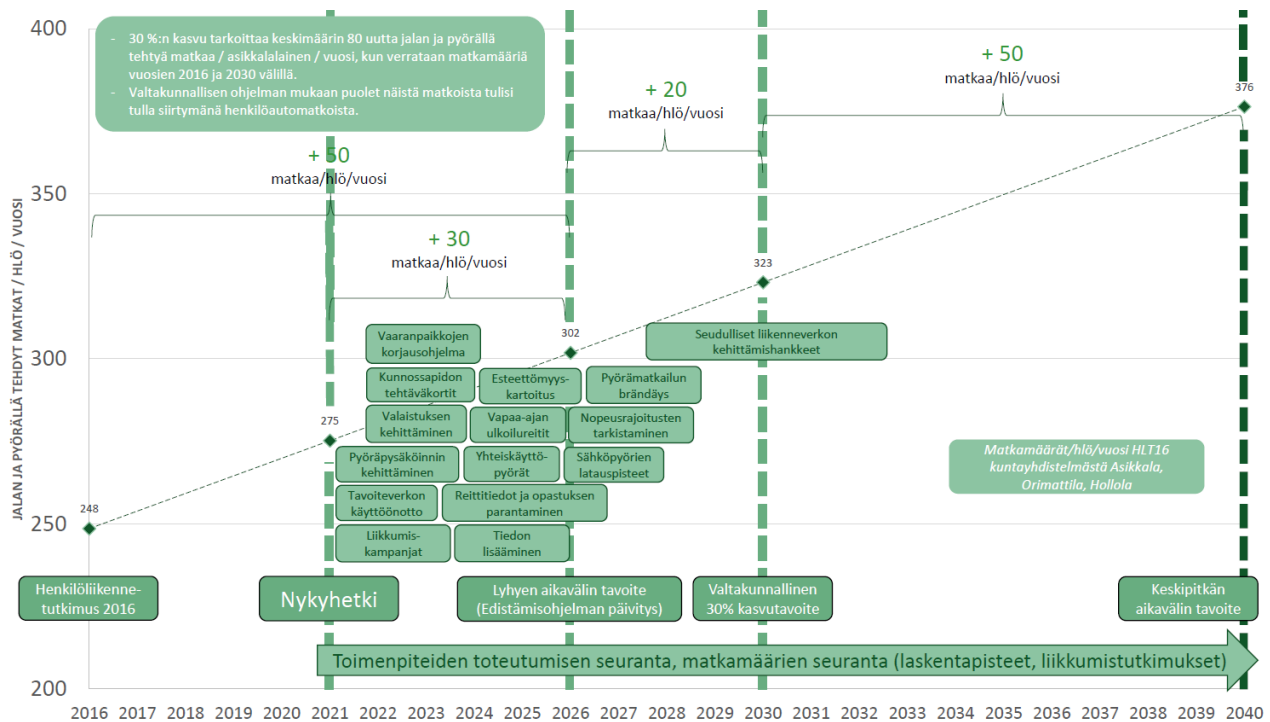 JALAN JA PYÖRÄLLÄ TEHDYT MATKAT / HLÖ / VUOSI
400
350
300
250
200
- 30 %:n kasvu tarkoittaa keskimäärin 80 uutta jalan ja pyörällä
tehtyä matkaa / asikkalalainen / vuosi, kun verrataan matkamääriä
vuosien 2016 ja 2030 välillä.
- Valtakunnallisen ohjelman mukaan puolet näistä matkoista tulisi
tulla siirtymänä henkilöautomatkoista.
+ 50
matkaa/hlö/vuosi
+ 30
matkaa/hlö/vuosi
+ 20
matkaa/hlö/vuosi
+ 50
matkaa/hlö/vuosi
248
275
302
323
376
Vaaranpaikkojen
korjausohjelma
Seudulliset liikenneverkon
kehittämishankkeet
Kunnossapidon
tehtäväkortit
Esteettömyys-
kartoitus
Pyörämatkailun
brändäys
Valaistuksen
kehittäminen
Vapaa-ajan
ulkoilureitit
Nopeusrajoitusten
tarkistaminen
Pyöräpysäköinnin
kehittäminen
Yhteiskäyttö-
pyörät
Sähköpyörien
latauspisteet
Tavoiteverkon
käyttöönotto
Reittitiedot ja opastuksen
parantaminen
Liikkumis-
kampanjat
Tiedon
lisääminen
Matkamäärät/hlö/vuosi HLT16
kuntayhdistelmästä Asikkala,
Orimattila, Hollola
Henkilöliikenne-
tutkimus 2016
Nykyhetki
Lyhyen aikavälin tavoite
(Edistämisohjelman päivitys)
Valtakunnallinen
30% kasvutavoite
Keskipitkän
aikavälin tavoite
Toimenpiteiden toteutumisen seuranta, matkamäärien seuranta (laskentapisteet, liikkumistutkimukset)
2016 2017 2018 2019 2020 2021 2022 2023 2024 2025 2026 2027 2028 2029 2030 2031 2032 2033 2034 2035 2036 2037 2038 2039 2040